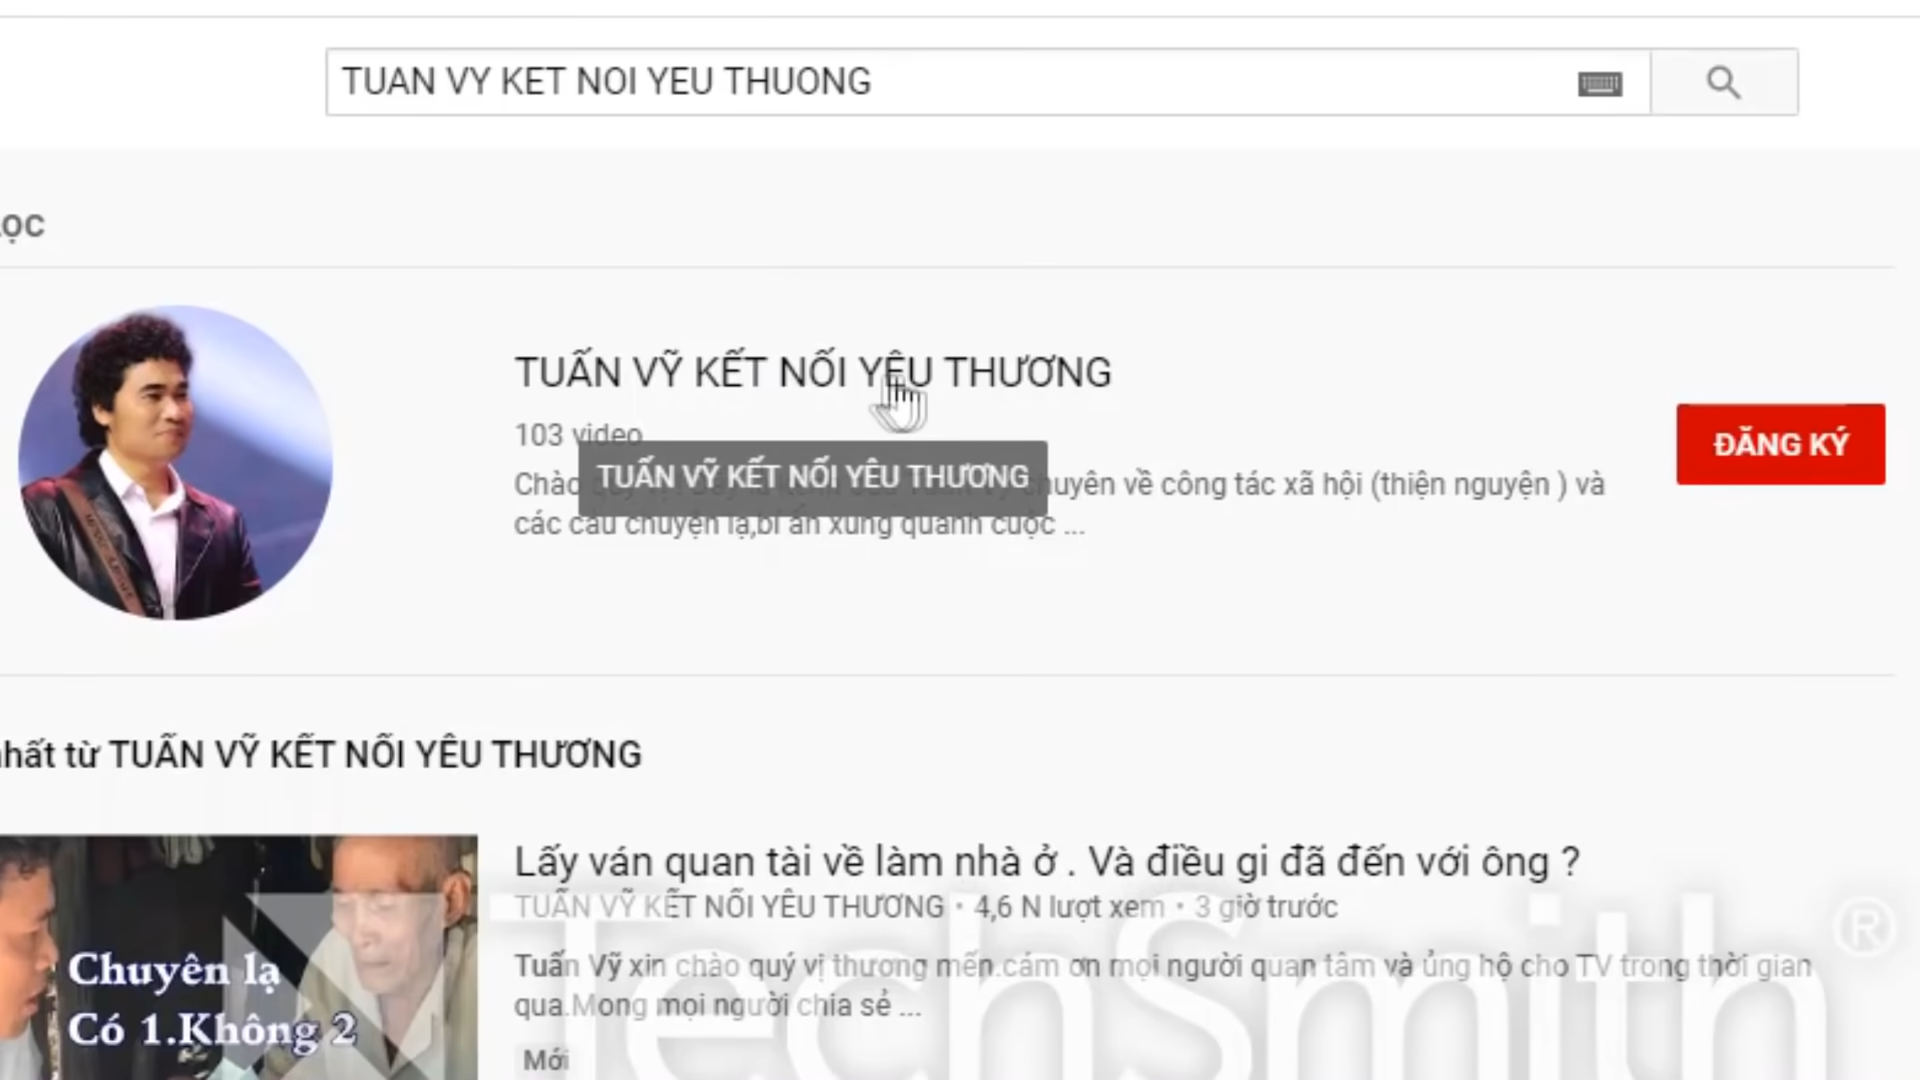 TUAN VY KET NOI YEU THUONG
LỌC
TUẤN VỸ KẾT NỐI YÊU THƯƠNG
103 video
TUẤN VỸ KẾT NỐI YÊU THƯƠNG
Chào chuyên về công tác xã hội (thiện nguyện ) và
các câu chuyện lạ,bí ẩn xung quanh cuộc ...
ĐĂNG KÝ
nhất từ TUẤN VỸ KẾT NỐI YÊU THƯƠNG
Lấy ván quan tài về làm nhà ở . Và điều gi đã đến với ông ?
TUẤN VỸ KẾT NỐI YÊU THƯƠNG • 4,6 N lượt xem • 3 giờ trước
Tuấn Vỹ xin chào quý vị thương mến.cám ơn mọi người quan tâm và ủng hộ cho TV trong thời gian
qua.Mong mọi người chia sẻ ...
Mới
Chuyên lạ
Có 1.Không 2
TechSmith®